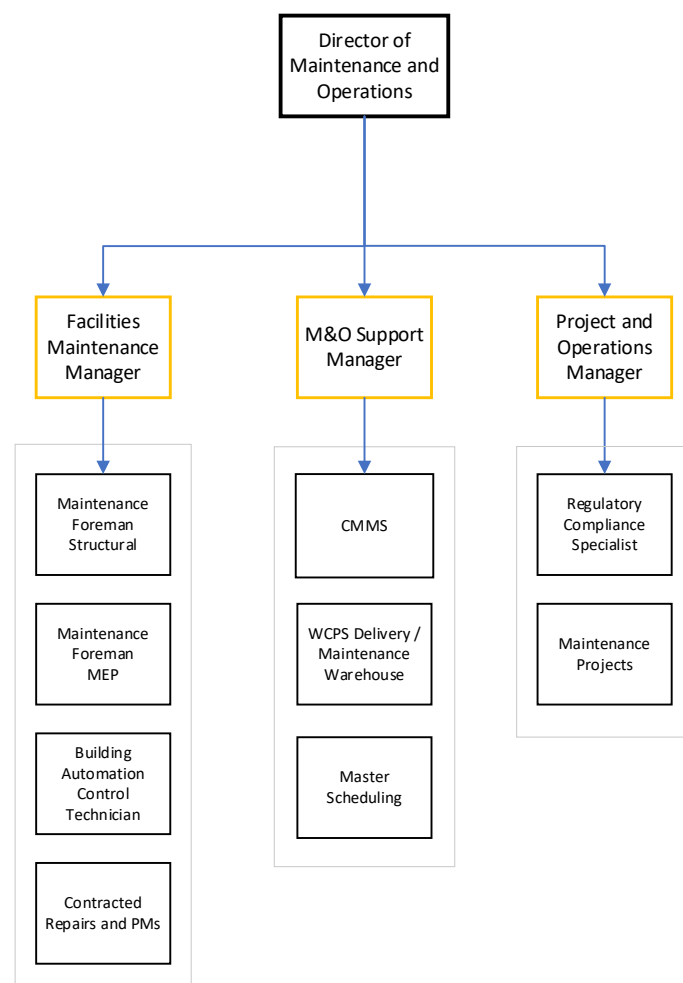 Director of
Maintenance and
Operations
Facilities
Maintenance
Manager
M&O Support
Manager
Project and
Operations
Manager
Maintenance
Foreman
Structural
Maintenance
Foreman
MEP
Building
Automation
Control
Technician
Contracted
Repairs and PMs
CMMS
WCPS Delivery /
Maintenance
Warehouse
Master
Scheduling
Regulatory
Compliance
Specialist
Maintenance
Projects